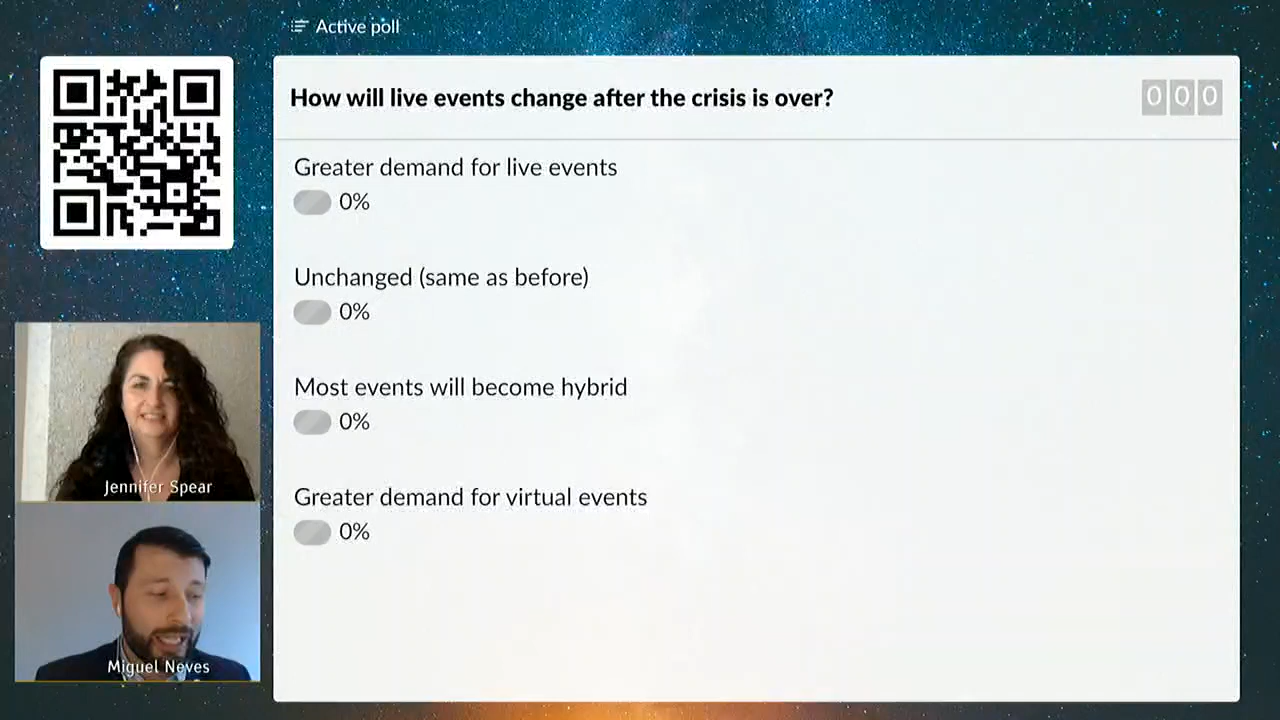 Active poll
How will live events change after the crisis is over?
000
Greater demand for live events
0%
Unchanged (same as before)
0%
Most events will become hybrid
0%
Greater demand for virtual events
0%
Jennifer Spear
Miguel Neves